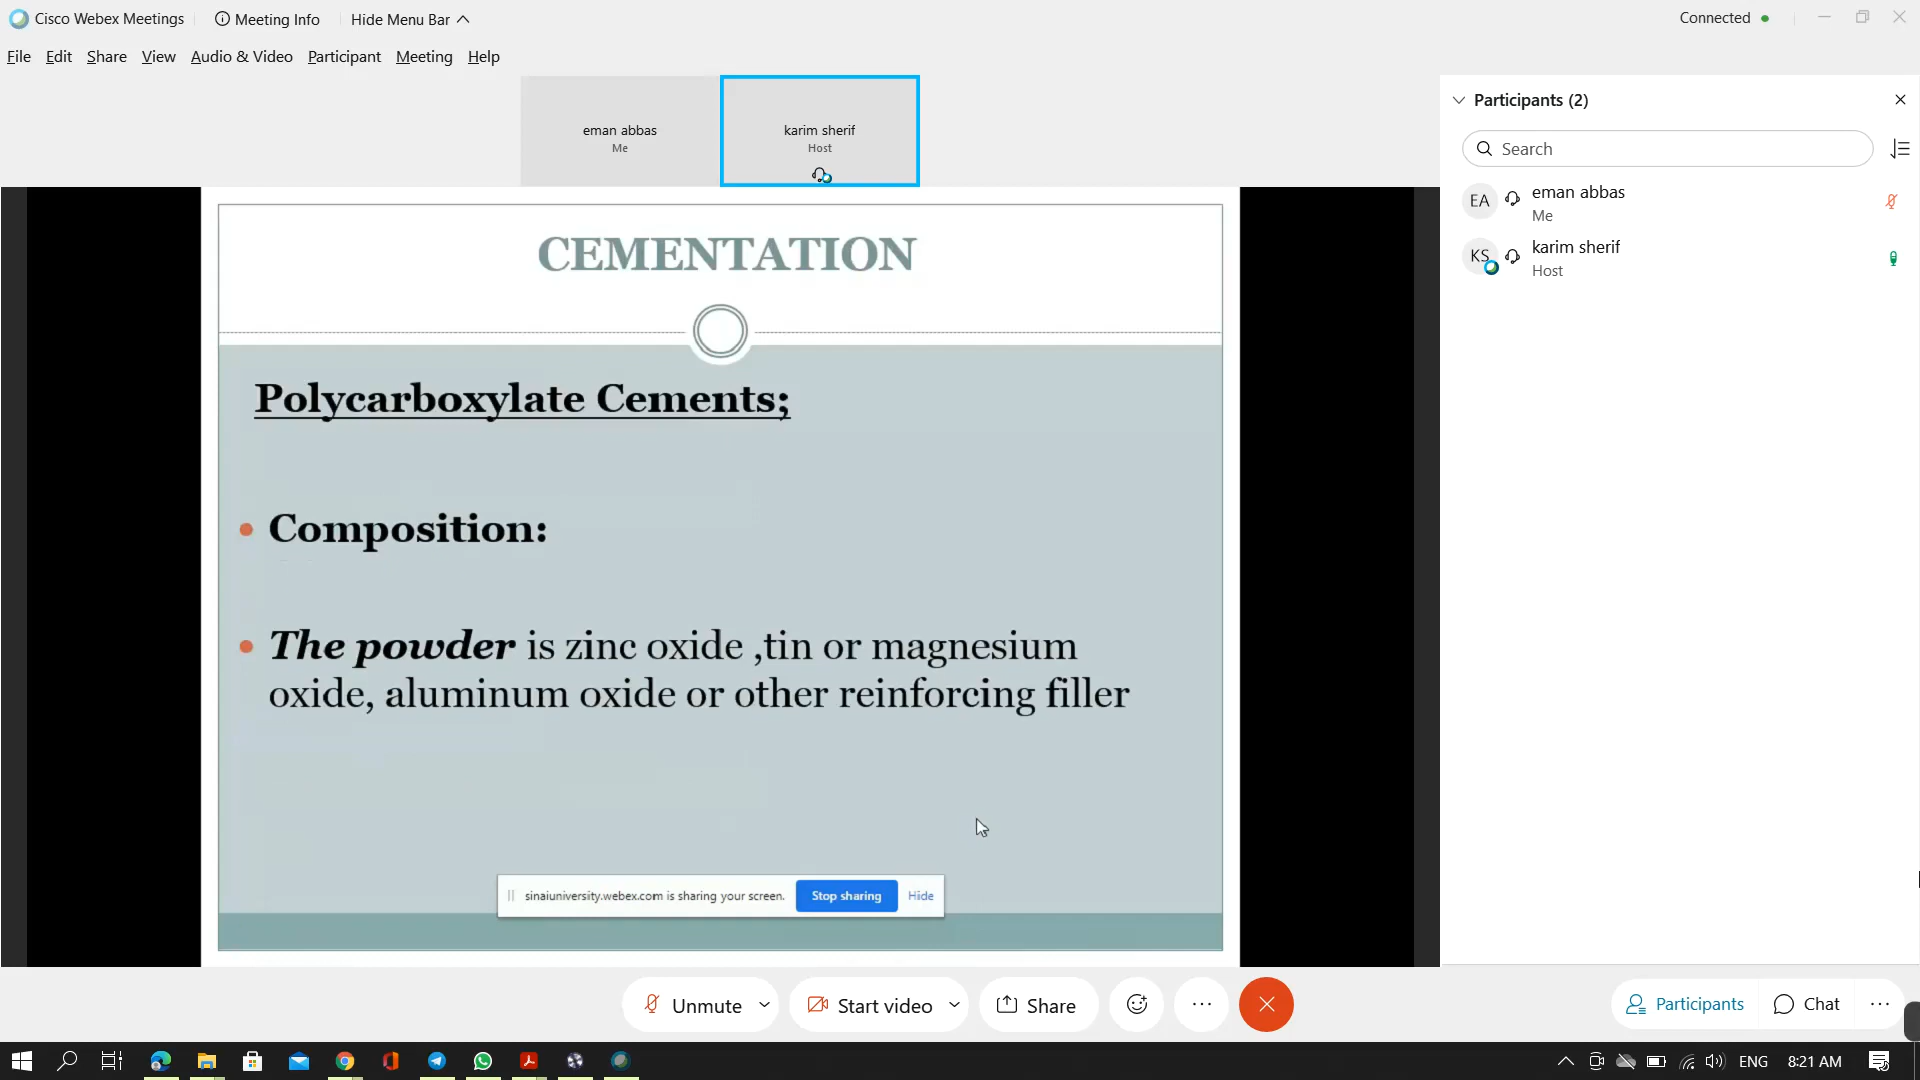 Cisco Webex Meetings
Meeting Info
Hide Menu Bar
Connected
File Edit Share View Audio & Video Participant Meeting Help
eman abbas
Me
karim sherif
Host
Participants (2)
Search
EA
eman abbas
Me
KS
karim sherif
Host
CEMENTATION
Polycarboxylate Cements;
Composition:
The powder is zinc oxide ,tin or magnesium
oxide, aluminum oxide or other reinforcing filler
sinaiuniversity.webex.com is sharing your screen.
Stop sharing
Hide
Unmute
Start video
Share
Participants
Chat
ENG
8:21 AM